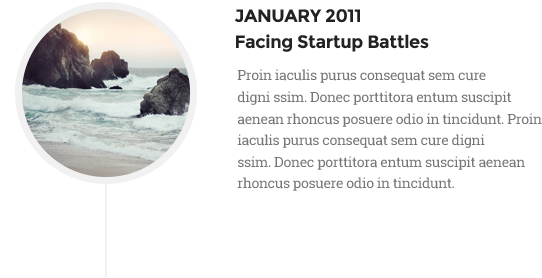 JANUARY 2011
Facing Startup Battles
Proin iaculis purus consequat sem cure
digni ssim. Donec porttitora entum suscipit
aenean rhoncus posuere odio in tincidunt. Proin
iaculis purus consequat sem cure digni
ssim. Donec porttitora entum suscipit aenean
rhoncus posuere odio in tincidunt.